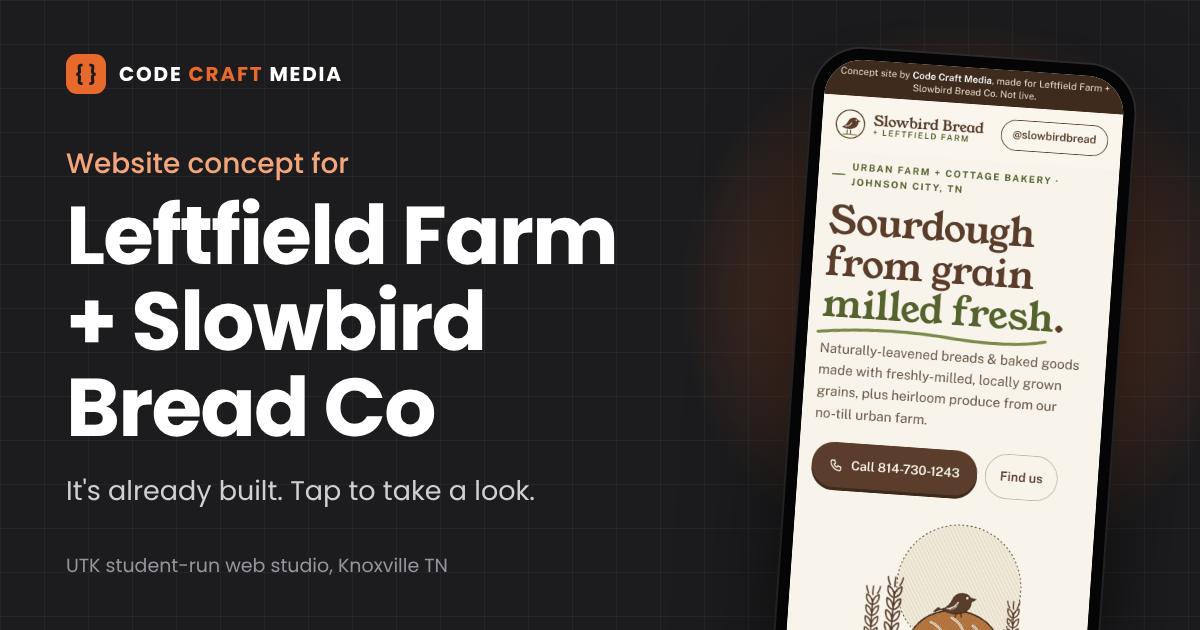 { } CODE CRAFT MEDIA
Website concept for
Leftfield Farm
+ Slowbird
Bread Co
It's already built. Tap to take a look.
UTK student-run web studio, Knoxville TN
Concept site by Code Craft Media, made for Leftfield Farm +
Slowbird Bread Co. Not live.
Slowbird Bread
+ LEFTFIELD FARM
@slowbirdbread
— URBAN FARM + COTTAGE BAKERY ·
JOHNSON CITY, TN
Sourdough
from grain
milled fresh.
Naturally-leavened breads & baked goods
made with freshly-milled, locally grown
grains, plus heirloom produce from our
no-till urban farm.
Call 814-730-1243
Find us